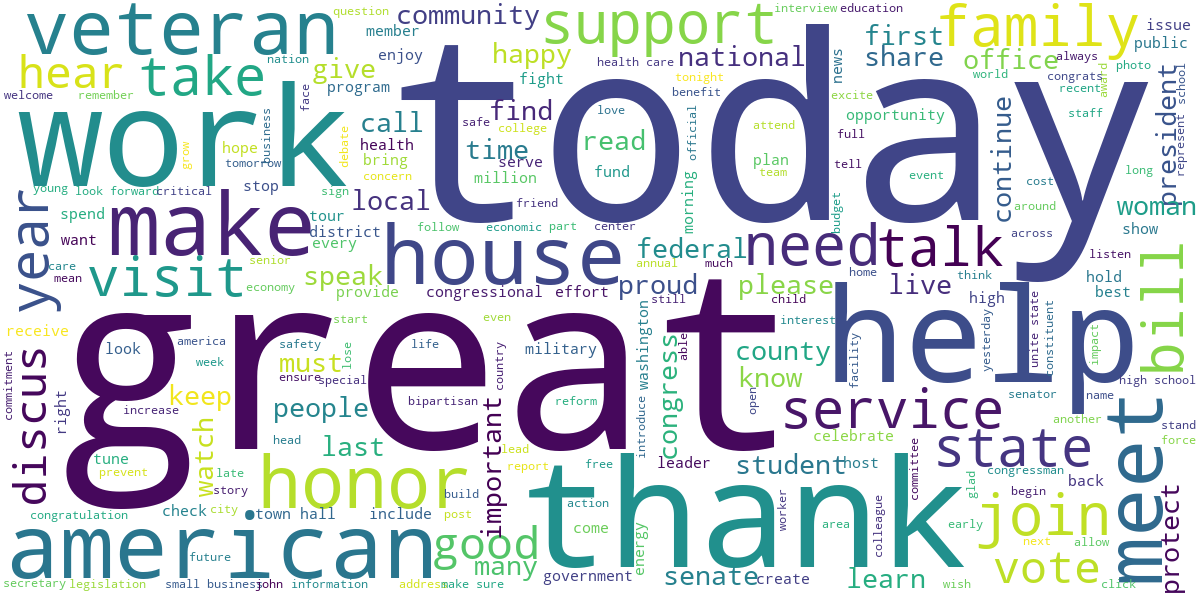 question
interview
education
veteran
community
support
family
member
first
issue
nation
enjoy
happy
health care
national
share
office
public
hear
take
give
fight
tonight
news
world
always
photo
program
benefit
excite
congrats
recent
award
welcome
remember
face
safe
find
love
opportunity
staff
president
represent school
work
today
business
debate
call
college
read
official
attend
full
continue
grow
hope
health
time
serve
tell
tomorrow
bring
concern
million
fund
plan
team
event
long
young
look forward
critical
stop
sign
local
friend
morning
budget
cost
woman
year
spend
make
tour
district
follow
economic
part
center
around
show
want
every
house
federal
need
talk
across
listen
care
mean
visit
senior
economy
speak
provide
annual
much
home
think
hold
best
congressional
effort
proud
please
child
live
high
still
receive
america
start
even
able
interest
help
bill
great
look
week
safety
lose
life
military
county
facility
yesterday
unite state
constituent
impact
commitment
discus
right
must
ensure
special
country
know
congress
introduce washington
high school
keep
increase
people
bipartisan
reform
open
service
senator
name
another
meet
head
important
last
lead
celebrate
state
stand
force
tune
watch
prevent
late
honor
report
free
leader
student
host
committee
glad
congressman
back
story
city
build
action
begin
protect
congratulation
check
town hall
include
post
thank
worker
colleague
join
american
come
area
early
next
allow
future
good
many
energy
government
senate
create
learn
wish
vote
click
secretary
legislation
small business
john
information
addres
make sure